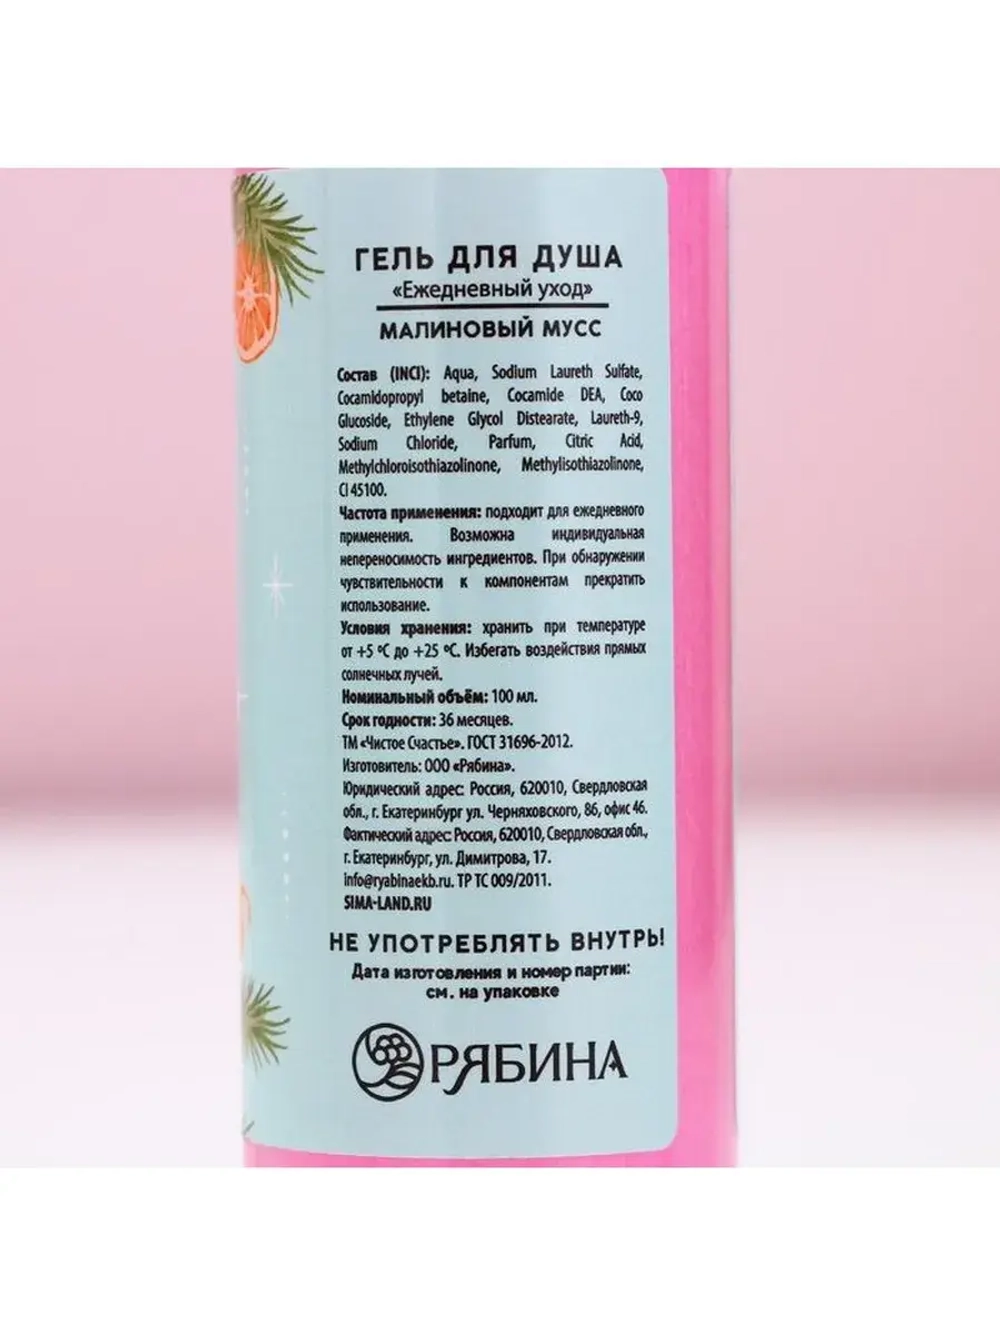 ГЕЛЬ ДЛЯ ДУША
«Ежедневный уход»
МАЛИНОВЫЙ МУСС
Состав (INCI): Aqua, Sodium Laureth Sulfate,
Cocamidopropyl betaine, Cocamide DEA, Coco
Glucoside, Ethylene Glycol Distearate, Laureth-9,
Sodium Chloride, Parfum, Citric Acid,
Methylchloroisothiazolinone, Methylisothiazolinone,
CI 45100.
Частота применения: подходит для ежедневного
применения. Возможна индивидуальная
непереносимость ингредиентов. При обнаружении
чувствительности к компонентам прекратить
использование.
Условия хранения: хранить при температуре
от +5 ºC до +25 ºC. Избегать воздействия прямых
солнечных лучей.
Номинальный объём: 100 мл.
Срок годности: 36 месяцев.
ТМ «Чистое Счастье». ГОСТ 31696-2012.
Изготовитель: ООО «Рябина».
Юридический адрес: Россия, 620010, Свердловская
обл., г. Екатеринбург ул. Черняховского, 86, офис 46.
Фактический адрес: Россия, 620010, Свердловская обл.,
г. Екатеринбург, ул. Димитрова, 17.
info@ryabinaekb.ru. ТР ТС 009/2011.
SIMA-LAND.RU
НЕ УПОТРЕБЛЯТЬ ВНУТРЬ!
Дата изготовления и номер партии:
см. на упаковке
РЯБИНА